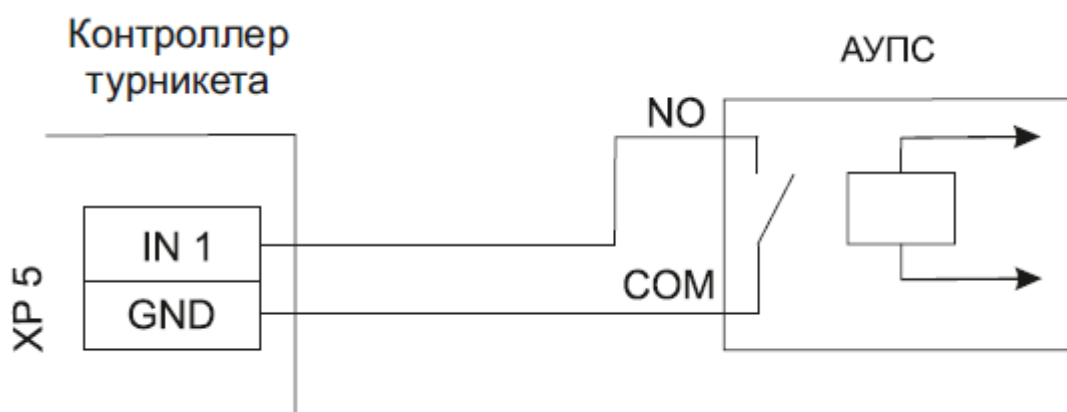 Контроллер
турникета
АУПС
NO
IN 1
COM
GND
XP 5